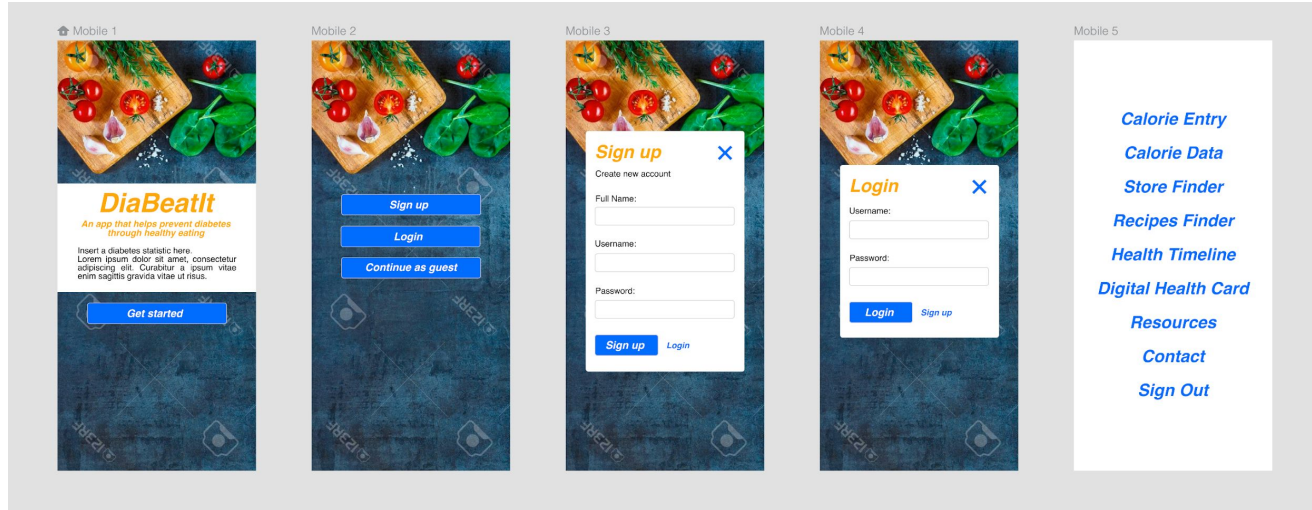 Mobile 1
DiaBeatIt
An app that helps prevent diabetes
through healthy eating
Insert a diabetes statistic here.
Lorem ipsum dolor sit amet, consectetur
adipiscing elit. Curabitur a ipsum vitae
enim sagittis gravida vitae ut risus.
Get started
Mobile 2
Sign up
Login
Continue as guest
Mobile 3
Sign up
Create new account
Full Name:
Username:
Password:
Sign up
Login
Mobile 4
Login
Username:
Password:
Login
Sign up
Mobile 5
Calorie Entry
Calorie Data
Store Finder
Recipes Finder
Health Timeline
Digital Health Card
Resources
Contact
Sign Out